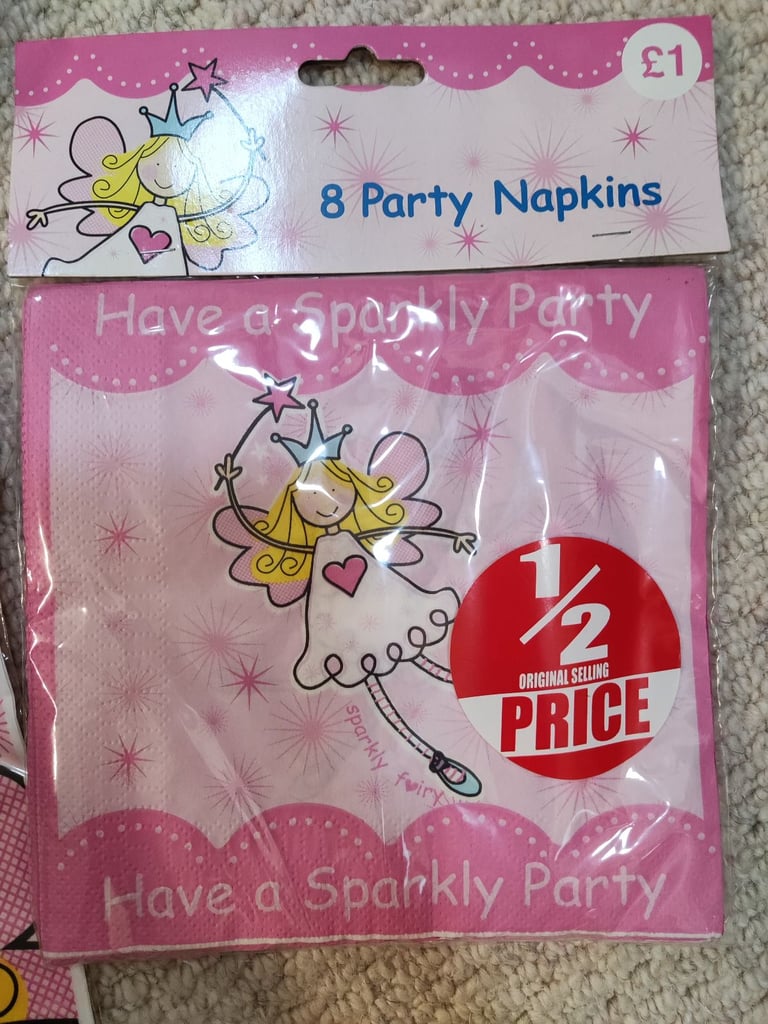 £1
8 Party Napkins
Have a Sparkly Party
1/2
ORIGINAL SELLING
PRICE
sparkly fairy
Have a Sparkly Party